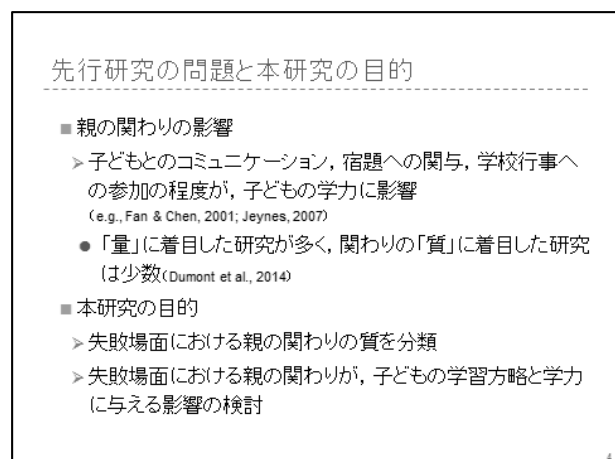 先行研究の問題と本研究の目的
■親の関わりの影響
➢子どもとのコミュニケーション，宿題への関与，学校行事へ
の参加の程度が，子どもの学力に影響
（e.g., Fan & Chen, 2001; Jeynes, 2007）
●「量」に着目した研究が多く，関わりの「質」に着目した研究
は少数（Dumont et al., 2014）
■本研究の目的
➢失敗場面における親の関わりの質を分類
➢失敗場面における親の関わりが，子どもの学習方略と学力
に与える影響の検討